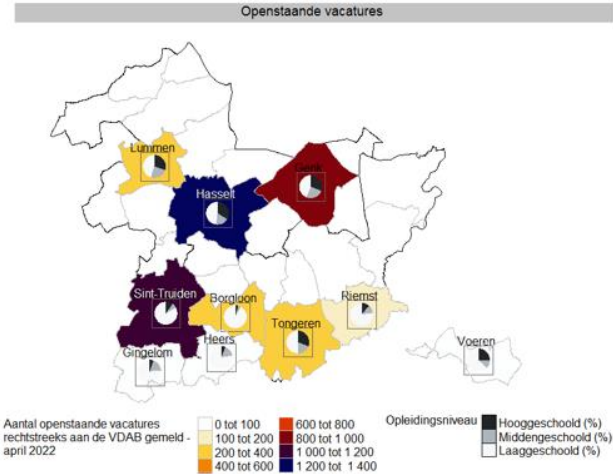 Openstaande vacatures
Lummen
Genk
Hasselt
Sint-Truiden
Borgloon
Riemst
Tongeren
Heers
Gingelom
Voeren
Aantal openstaande vacatures
rechtstreeks aan de VDAB gemeld -
april 2022
0 tot 100
100 tot 200
200 tot 400
400 tot 600
600 tot 800
800 tot 1 000
1 000 tot 1 200
1 200 tot 1 400
Opleidingsniveau
Hooggeschoold (%)
Middengeschoold (%)
Laaggeschoold (%)